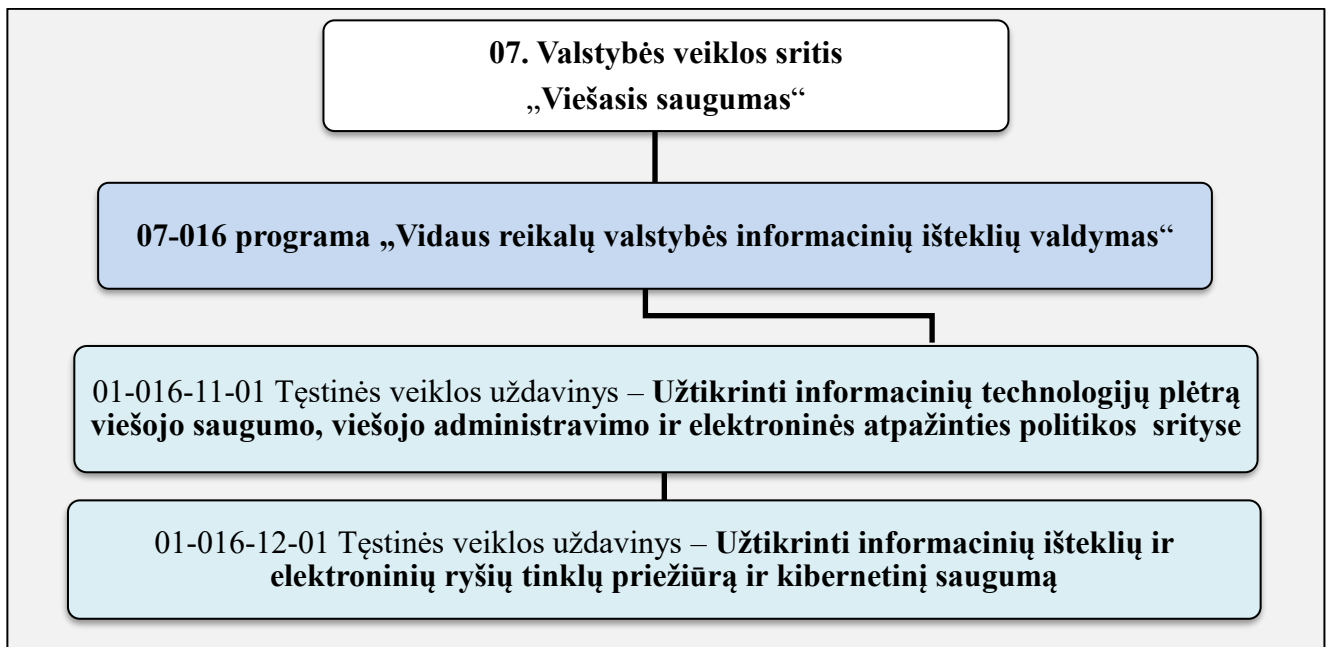 07. Valstybės veiklos sritis
„Viešasis saugumas“
07-016 programa „Vidaus reikalų valstybės informacinių išteklių valdymas“
01-016-11-01 Tęstinės veiklos uždavinys – Užtikrinti informacinių technologijų plėtrą
viešojo saugumo, viešojo administravimo ir elektroninės atpažinties politikos srityse
01-016-12-01 Tęstinės veiklos uždavinys – Užtikrinti informacinių išteklių ir
elektroninių ryšių tinklų priežiūrą ir kibernetinį saugumą